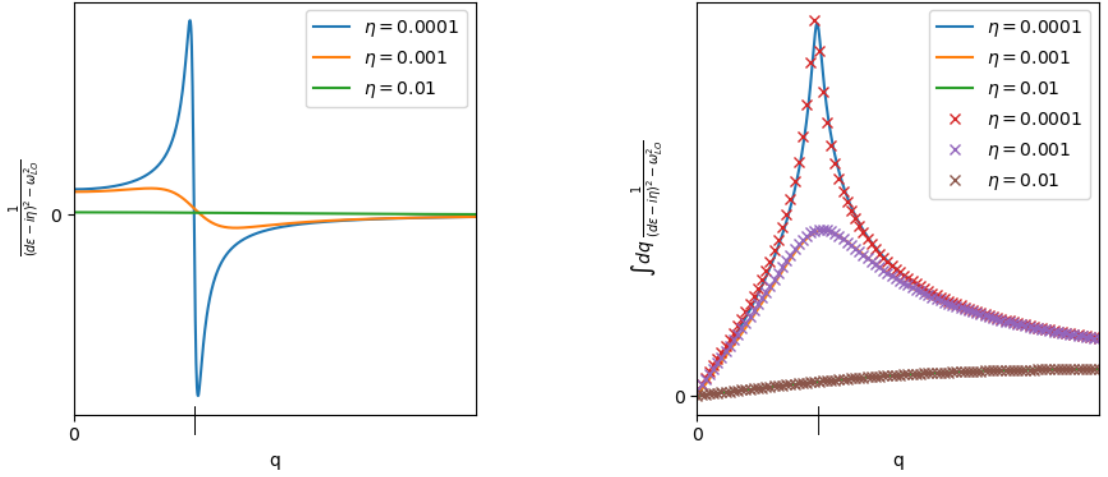 η = 0.0001
η = 0.001
η = 0.01
1
(dε − iη)² − ω²_LO
0
0
q
η = 0.0001
η = 0.001
η = 0.01
η = 0.0001
η = 0.001
η = 0.01
∫ dq 1
(dε − iη)² − ω²_LO
0
0
q